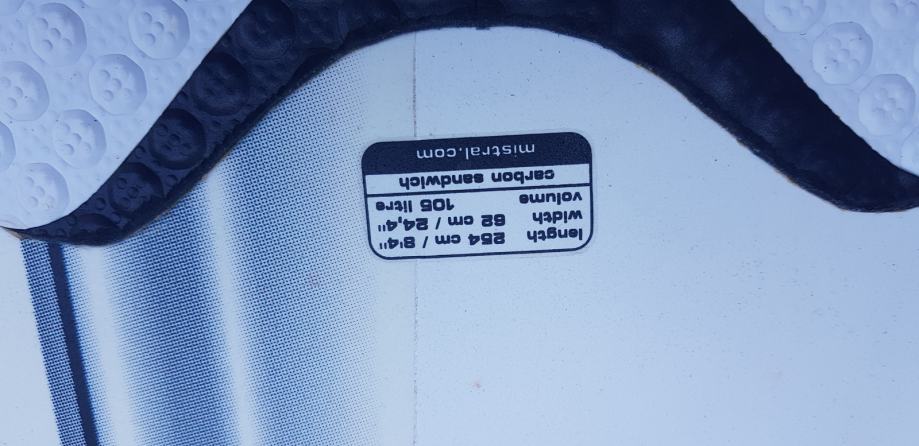 length 254 cm / 8'4"
width 62 cm / 24,4"
volume 105 litre
carbon sandwich
mistral.com